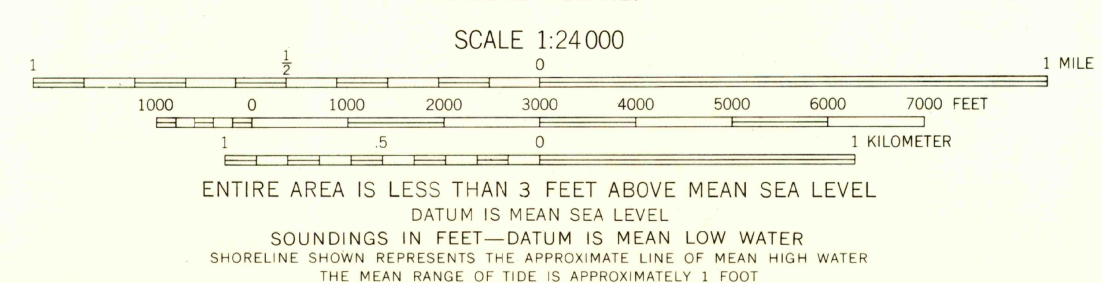 SCALE 1:24 000
1 1/2 0 1 MILE
1000 0 1000 2000 3000 4000 5000 6000 7000 FEET
1 .5 0 1 KILOMETER
ENTIRE AREA IS LESS THAN 3 FEET ABOVE MEAN SEA LEVEL
DATUM IS MEAN SEA LEVEL
SOUNDINGS IN FEET—DATUM IS MEAN LOW WATER
SHORELINE SHOWN REPRESENTS THE APPROXIMATE LINE OF MEAN HIGH WATER
THE MEAN RANGE OF TIDE IS APPROXIMATELY 1 FOOT